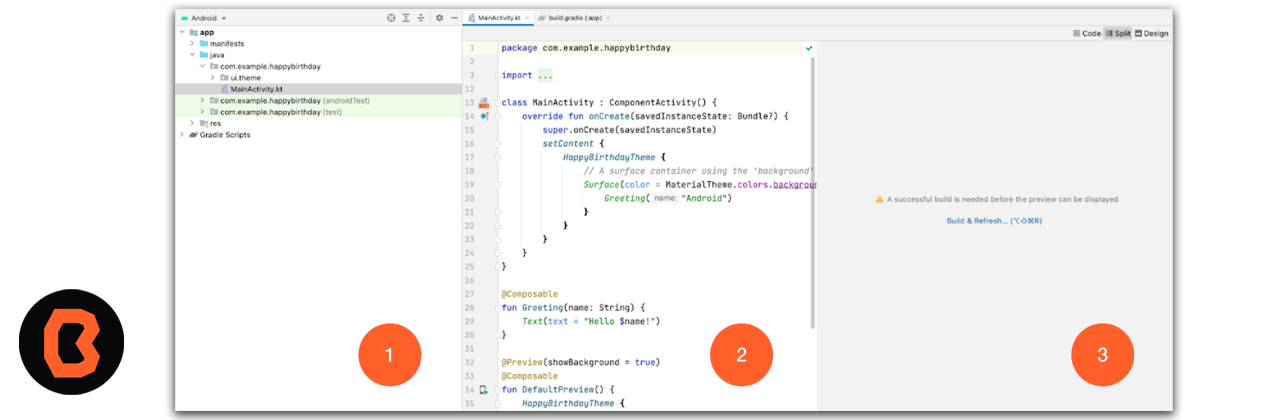 Android
app
manifests
java
com.example.happybirthday
ui.theme
MainActivity.kt
com.example.happybirthday (androidTest)
com.example.happybirthday (test)
res
Gradle Scripts
1
MainActivity.kt
build.gradle (:app)
Code Split Design
1 package com.example.happybirthday
2
3 import ...
12
13 class MainActivity : ComponentActivity() {
14 override fun onCreate(savedInstanceState: Bundle?) {
15 super.onCreate(savedInstanceState)
16 setContent {
17 HappyBirthdayTheme {
18 // A surface container using the 'background'
19 Surface(color = MaterialTheme.colors.backgroun
20 Greeting( name: "Android")
21 }
22 }
23 }
24 }
25 }
26
27 @Composable
28 fun Greeting(name: String) {
29 Text(text = "Hello $name!")
30 }
31
32 @Preview(showBackground = true)
33 @Composable
34 fun DefaultPreview() {
35 HappyBirthdayTheme {
2
A successful build is needed before the preview can be displayed
Build & Refresh... (⌥⇧⌘R)
3